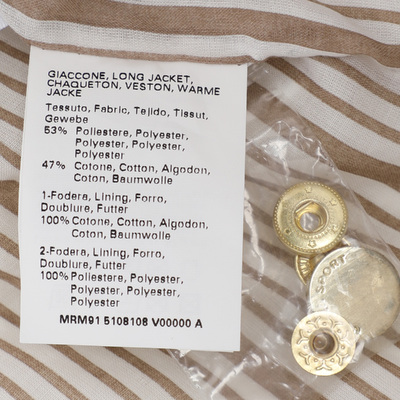 GIACCONE, LONG JACKET,
CHAQUETON, VESTON, WARME
JACKE
Tessuto, Fabric, Tejido, Tissut,
Gewebe
53% Poliestere, Polyester,
Polyester, Polyester,
Polyester
47% Cotone, Cotton, Algodon,
Coton, Baumwolle
1-Fodera, Lining, Forro,
Doublure, Futter
100% Cotone, Cotton, Algodon,
Coton, Baumwolle
2-Fodera, Lining, Forro,
Doublure, Futter
100% Poliestere, Polyester,
Polyester, Polyester,
Polyester
MRM91 5108108 V00000 A
SPORT